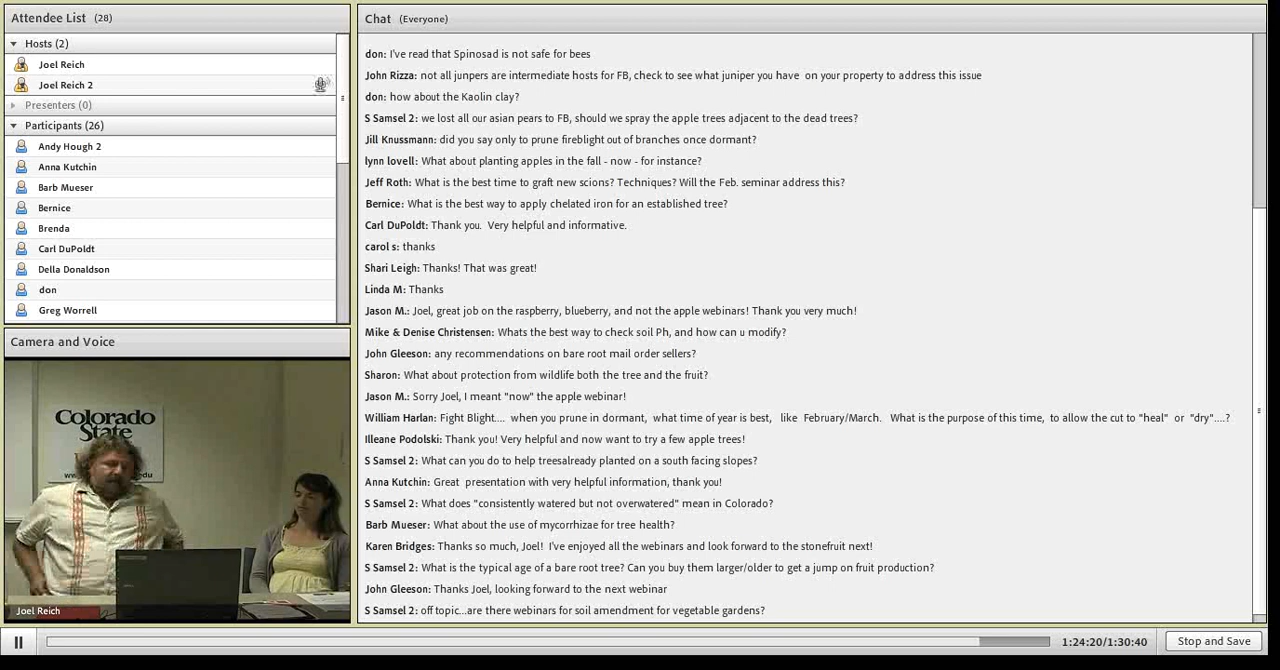 Attendee List (28)
Hosts (2)
Joel Reich
Joel Reich 2
Presenters (0)
Participants (26)
Andy Hough 2
Anna Kutchin
Barb Mueser
Bernice
Brenda
Carl DuPoldt
Della Donaldson
don
Greg Worrell
Camera and Voice
Colorado
State
Joel Reich
Chat (Everyone)
don: I've read that Spinosad is not safe for bees
John Rizza: not all junpers are intermediate hosts for FB, check to see what juniper you have on your property to address this issue
don: how about the Kaolin clay?
S Samsel 2: we lost all our asian pears to FB, should we spray the apple trees adjacent to the dead trees?
Jill Knussmann: did you say only to prune fireblight out of branches once dormant?
lynn lovell: What about planting apples in the fall - now - for instance?
Jeff Roth: What is the best time to graft new scions? Techniques? Will the Feb. seminar address this?
Bernice: What is the best way to apply chelated iron for an established tree?
Carl DuPoldt: Thank you. Very helpful and informative.
carol s: thanks
Shari Leigh: Thanks! That was great!
Linda M: Thanks
Jason M.: Joel, great job on the raspberry, blueberry, and not the apple webinars! Thank you very much!
Mike & Denise Christensen: Whats the best way to check soil Ph, and how can u modify?
John Gleeson: any recommendations on bare root mail order sellers?
Sharon: What about protection from wildlife both the tree and the fruit?
Jason M.: Sorry Joel, I meant "now" the apple webinar!
William Harlan: Fight Blight.... when you prune in dormant, what time of year is best, like February/March. What is the purpose of this time, to allow the cut to "heal" or "dry"....?
Illeane Podolski: Thank you! Very helpful and now want to try a few apple trees!
S Samsel 2: What can you do to help treesalready planted on a south facing slopes?
Anna Kutchin: Great presentation with very helpful information, thank you!
S Samsel 2: What does "consistently watered but not overwatered" mean in Colorado?
Barb Mueser: What about the use of mycorrhizae for tree health?
Karen Bridges: Thanks so much, Joel! I've enjoyed all the webinars and look forward to the stonefruit next!
S Samsel 2: What is the typical age of a bare root tree? Can you buy them larger/older to get a jump on fruit production?
John Gleeson: Thanks Joel, looking forward to the next webinar
S Samsel 2: off topic...are there webinars for soil amendment for vegetable gardens?
1:24:20/1:30:40
Stop and Save